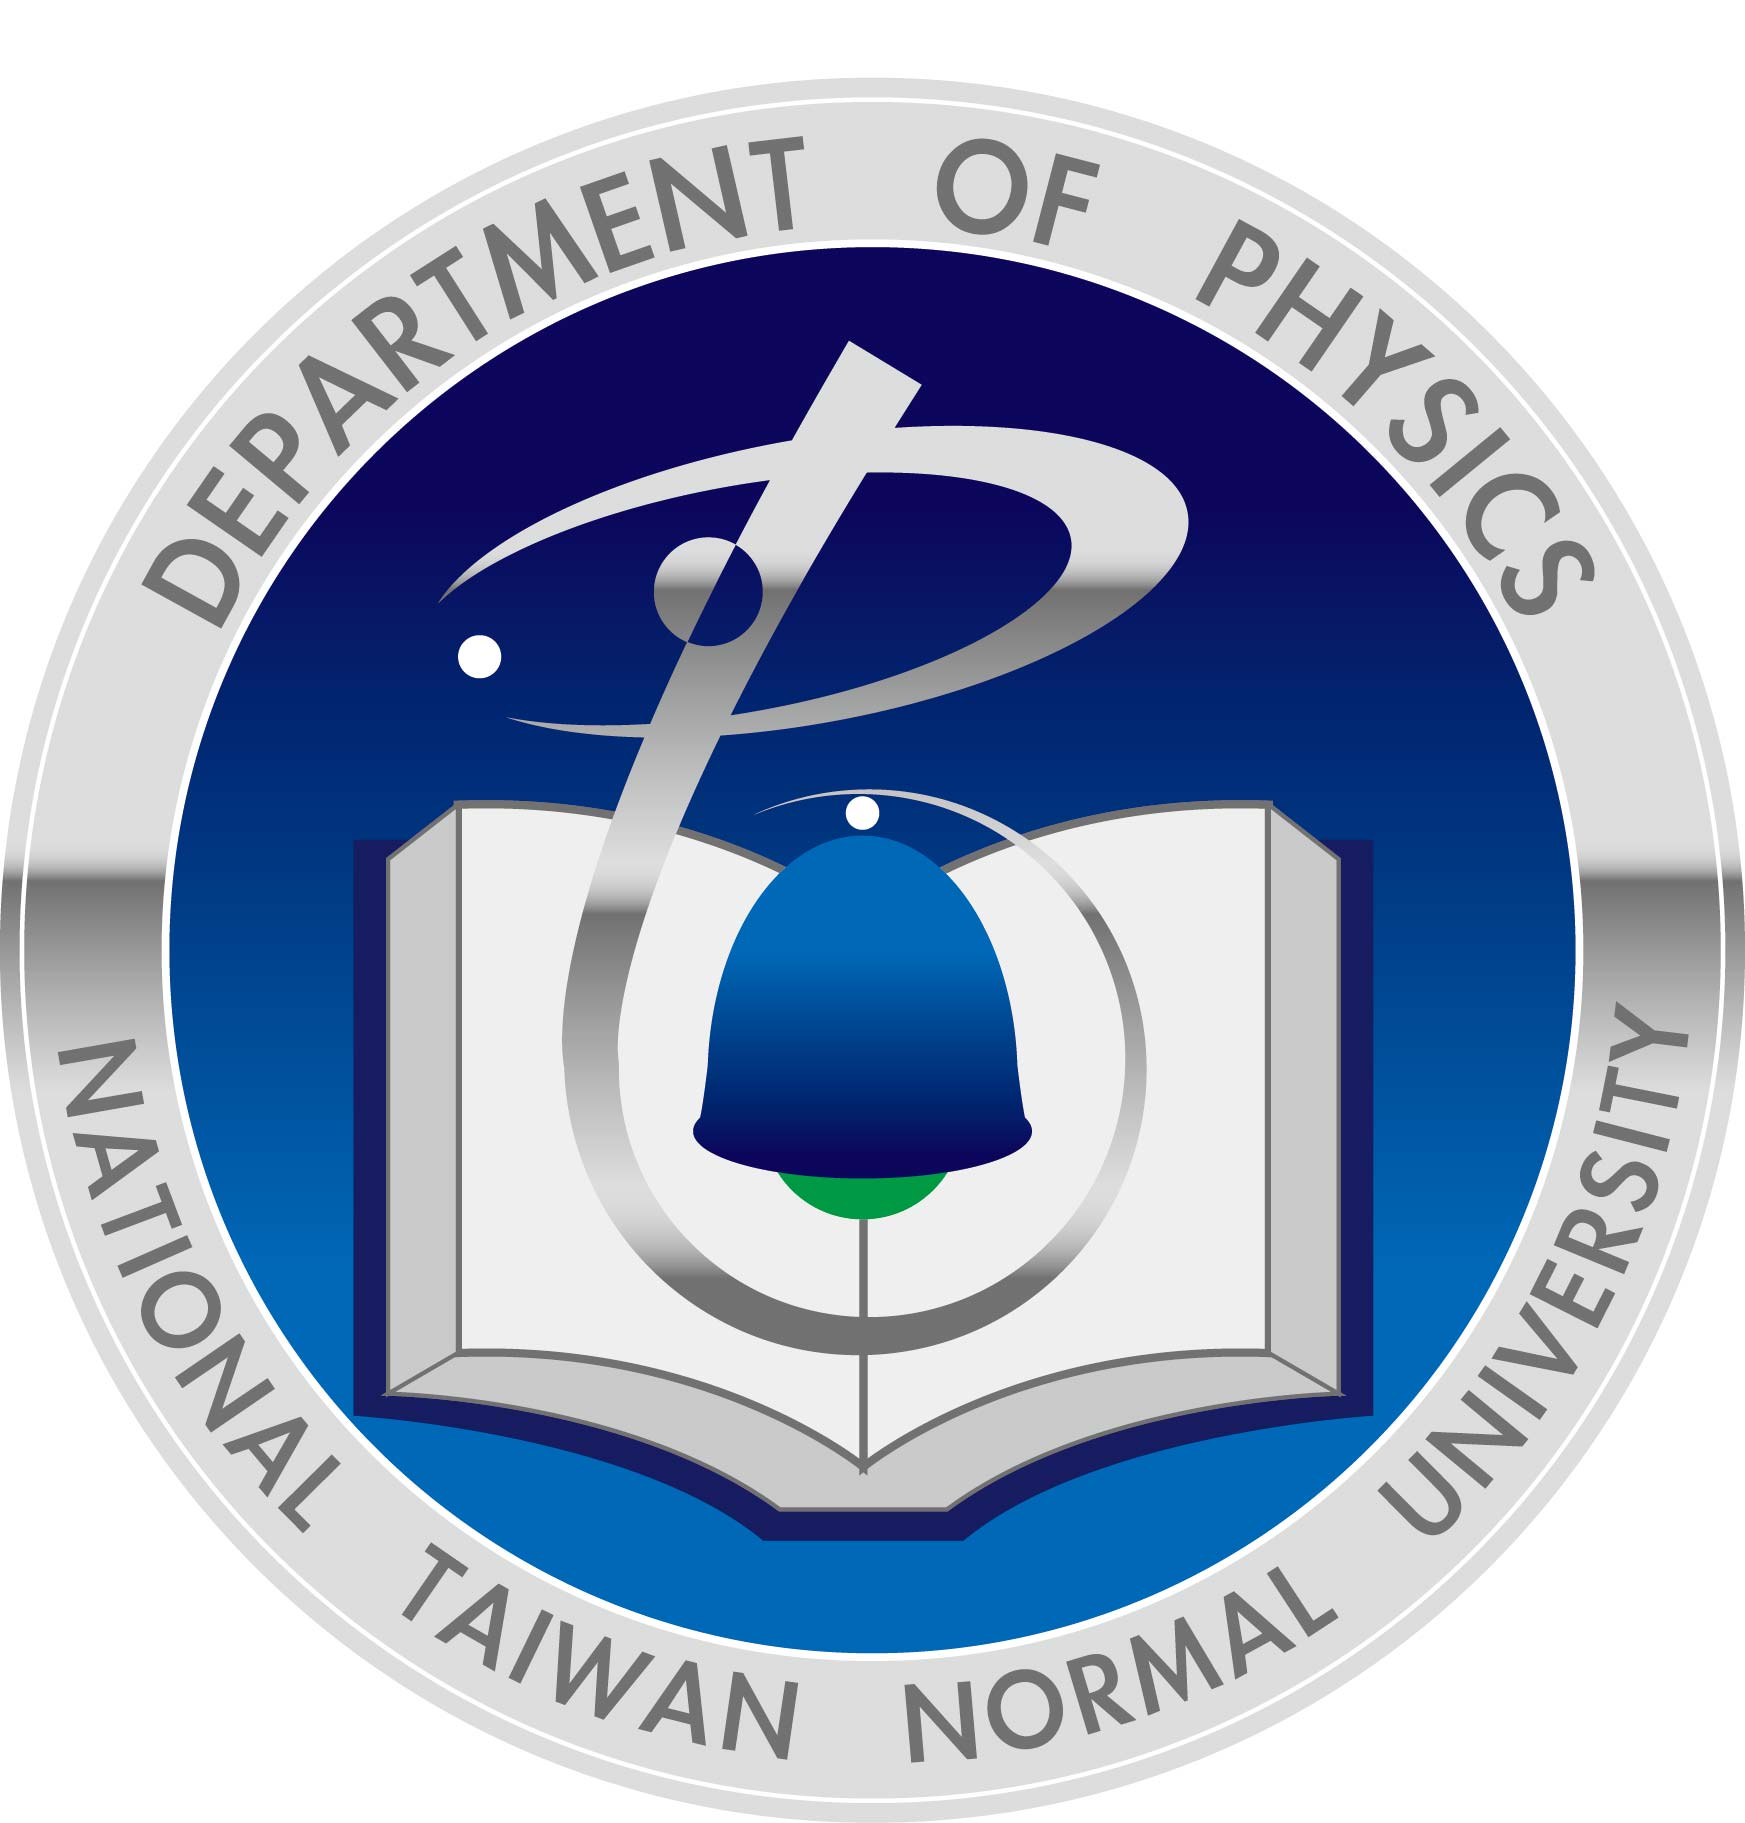 DEPARTMENT OF PHYSICS
NATIONAL TAIWAN NORMAL UNIVERSITY